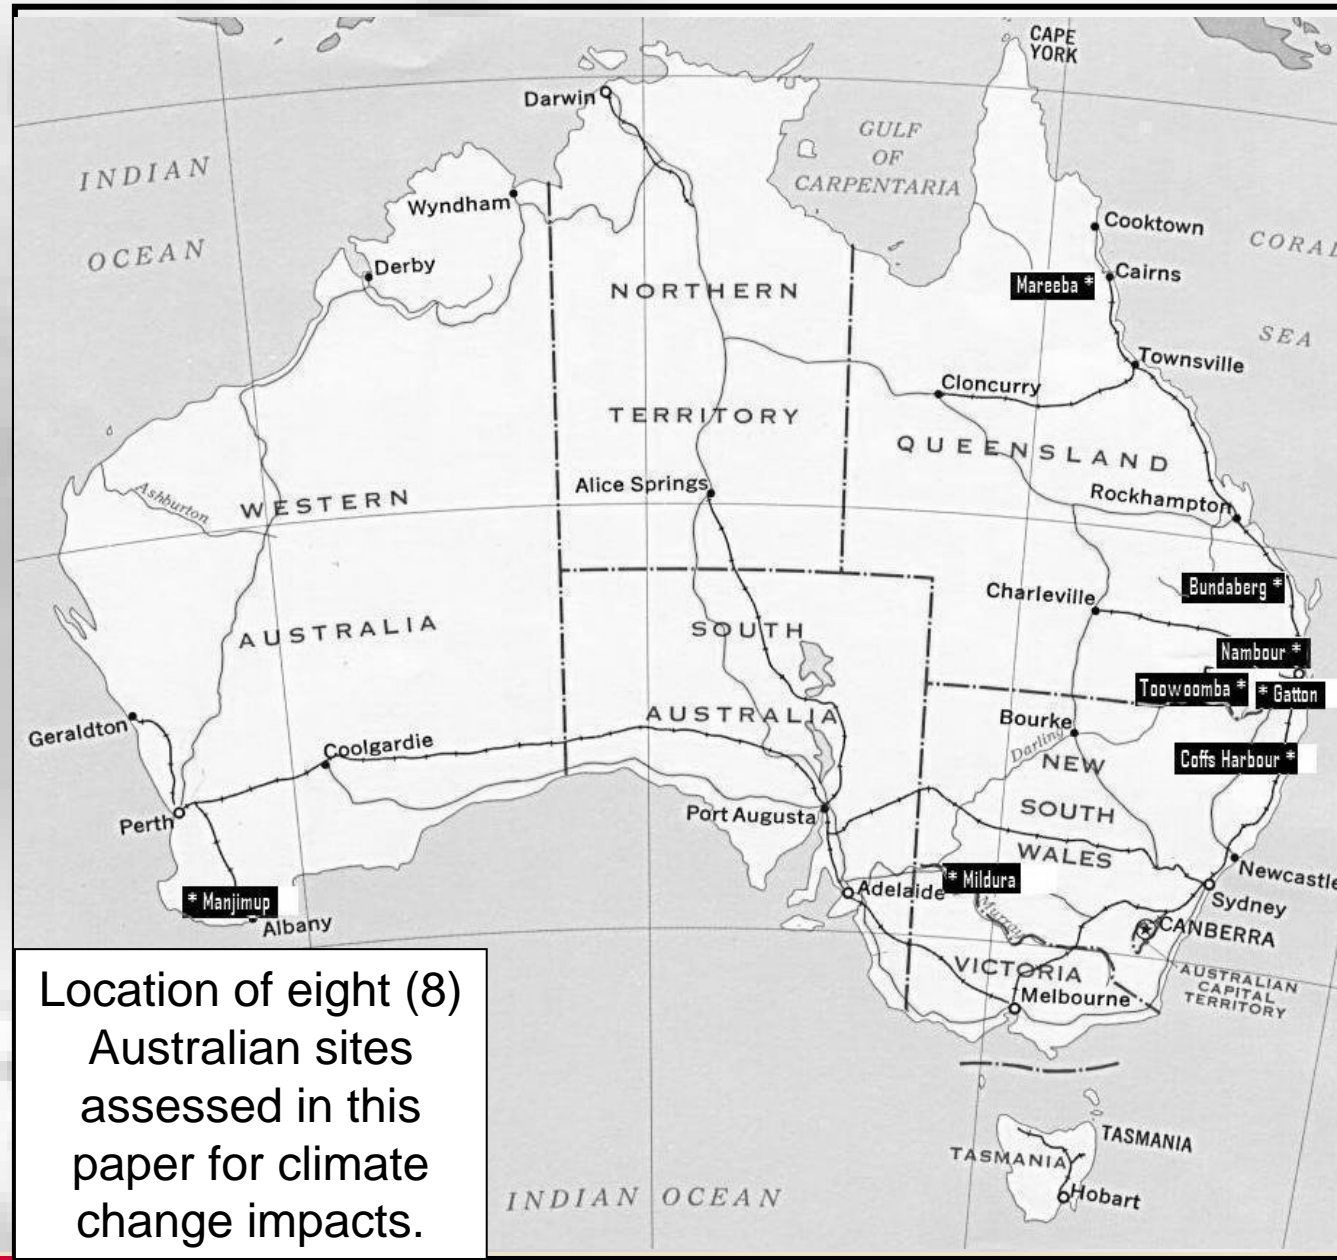 CAPE
YORK
Darwin
GULF
OF
CARPENTARIA
INDIAN
OCEAN
Wyndham
Cooktown
CORAL
SEA
Derby
Cairns
Mareeba *
NORTHERN
TERRITORY
Townsville
Cloncurry
QUEENSLAND
Alice Springs
Rockhampton
Ashburton
WESTERN
AUSTRALIA
Bundaberg *
Charleville
SOUTH
AUSTRALIA
Nambour *
Toowoomba *
* Gatton
Geraldton
Coolgardie
Bourke
Darling
NEW
SOUTH
WALES
Coffs Harbour *
Perth
Port Augusta
Newcastle
* Manjimup
Albany
Adelaide
* Mildura
Murray
Sydney
CANBERRA
AUSTRALIAN
CAPITAL
TERRITORY
VICTORIA
Melbourne
TASMANIA
TASMANIA
Hobart
INDIAN OCEAN
Location of eight (8)
Australian sites
assessed in this
paper for climate
change impacts.